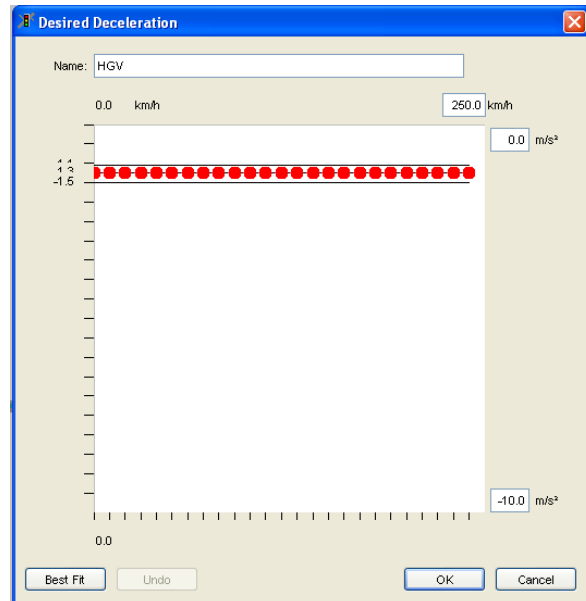 Desired Deceleration
Name: HGV
0.0 km/h 250.0 km/h
0.0 m/s²
-1.5
-10.0 m/s²
0.0
Best Fit Undo OK Cancel